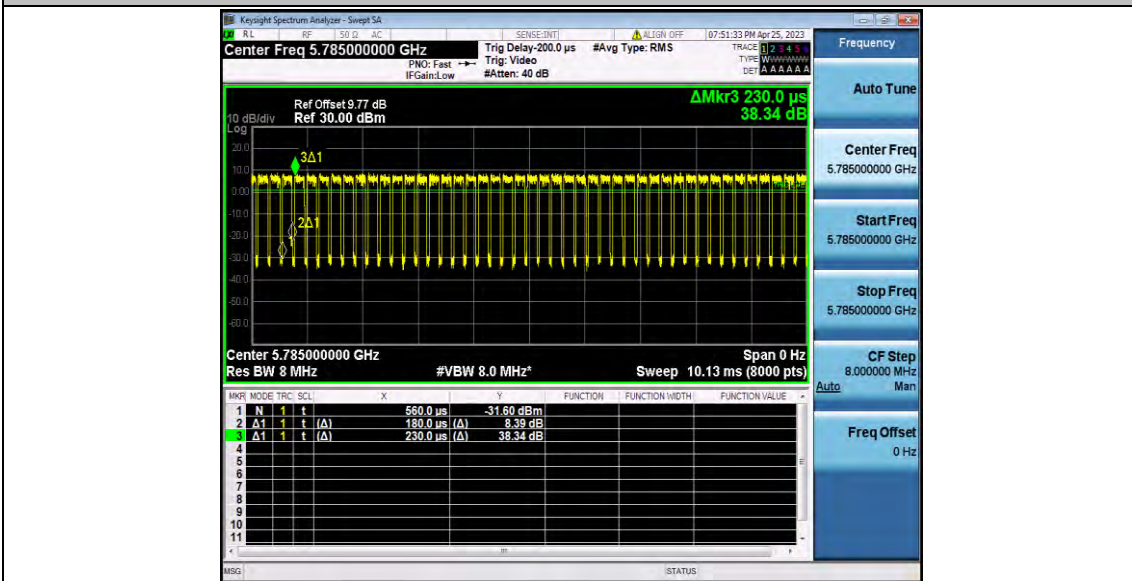 Keysight Spectrum Analyzer - Swept SA
RL RF 50 Ω AC SENSE:INT ALIGN OFF 07:51:33 PM Apr 25, 2023
Center Freq 5.785000000 GHz Trig Delay-200.0 µs #Avg Type: RMS TRACE 1 2 3 4 5 6
PNO: Fast Trig: Video TYPE W
IFGain:Low #Atten: 40 dB DET A A A A A A
ΔMkr3 230.0 µs
38.34 dB
Ref Offset 9.77 dB
10 dB/div Ref 30.00 dBm
Log
20.0
3Δ1
10.0
0.00
-10.0
2Δ1
-20.0
1
-30.0
-40.0
-50.0
-60.0
Center 5.785000000 GHz Span 0 Hz
Res BW 8 MHz #VBW 8.0 MHz* Sweep 10.13 ms (8000 pts)
MKR MODE TRC SCL X Y FUNCTION FUNCTION WIDTH FUNCTION VALUE
1 N 1 t 560.0 µs -31.60 dBm
2 Δ1 1 t (Δ) 180.0 µs (Δ) 8.39 dB
3 Δ1 1 t (Δ) 230.0 µs (Δ) 38.34 dB
4
5
6
7
8
9
10
11
MSG STATUS
Frequency
Auto Tune
Center Freq
5.785000000 GHz
Start Freq
5.785000000 GHz
Stop Freq
5.785000000 GHz
CF Step
8.000000 MHz
Auto Man
Freq Offset
0 Hz